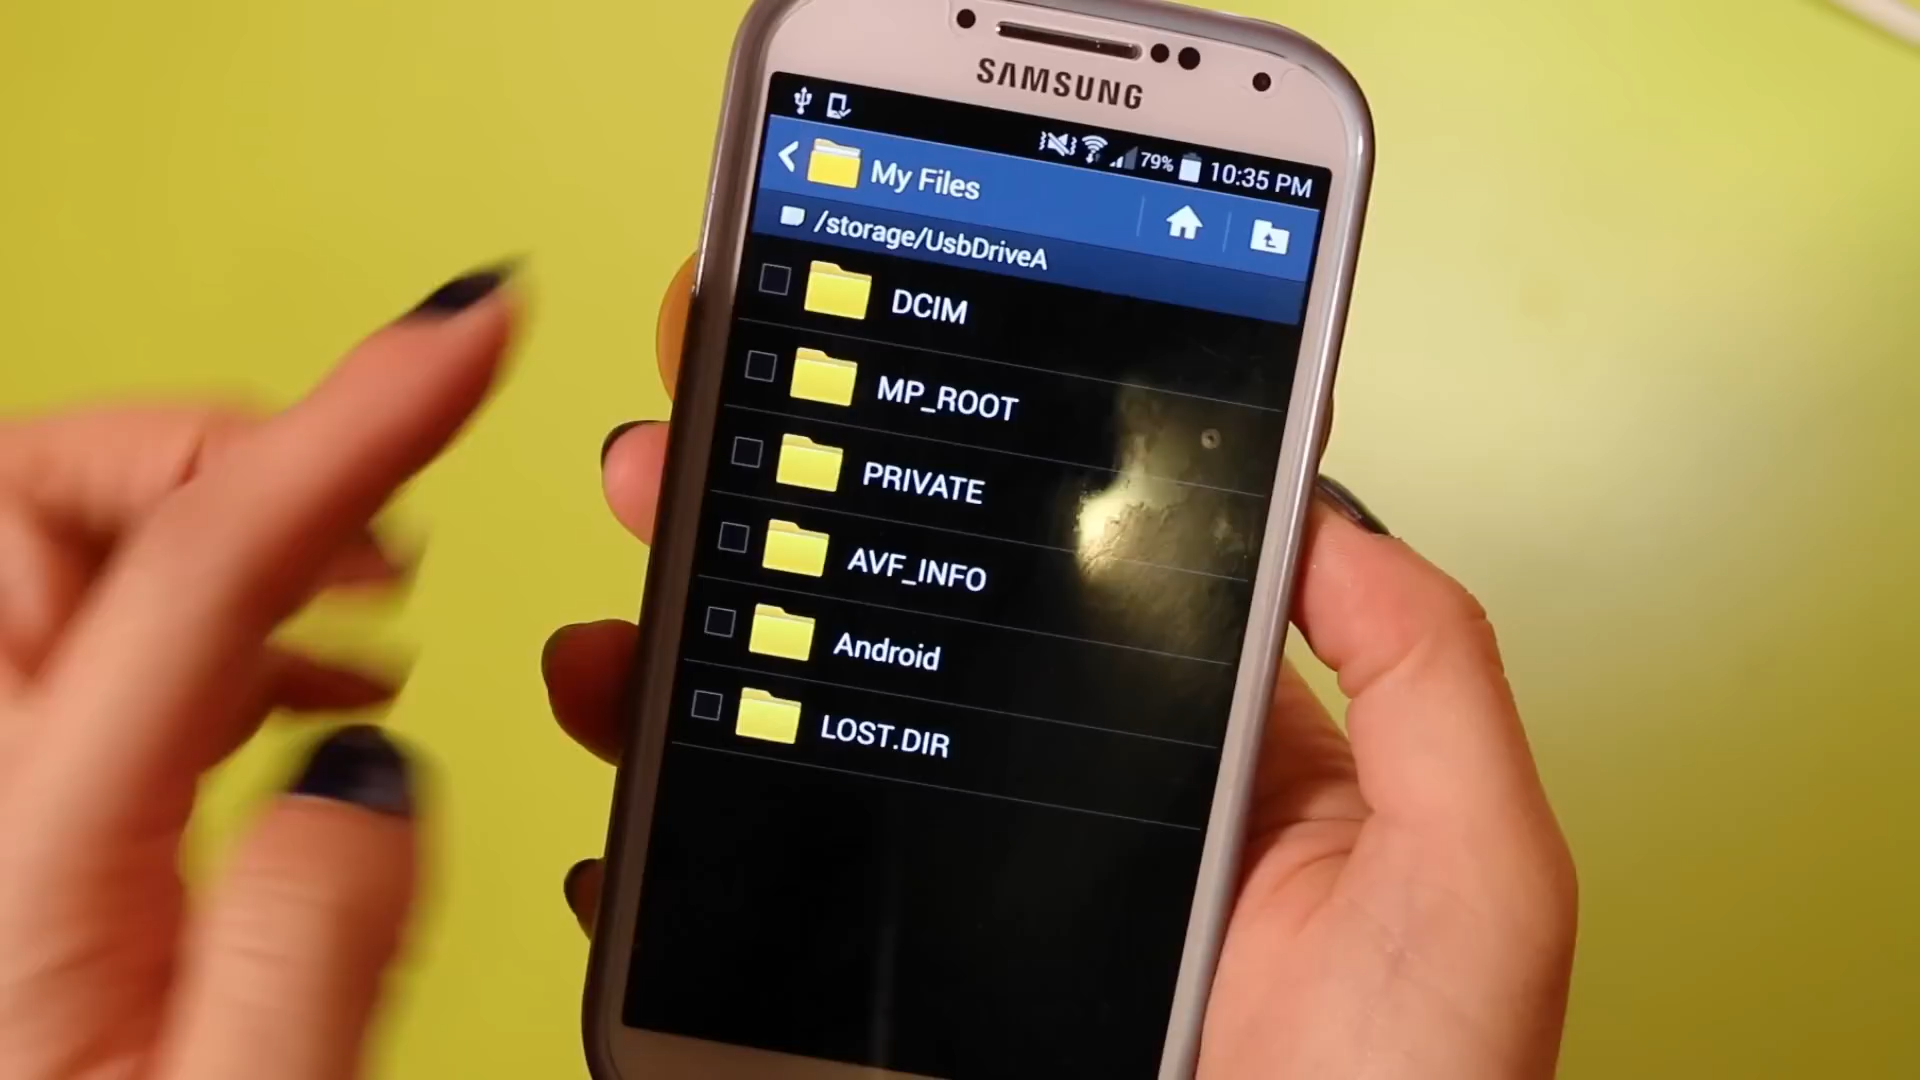 SAMSUNG
79% 10:35 PM
My Files
/storage/UsbDriveA
DCIM
MP_ROOT
PRIVATE
AVF_INFO
Android
LOST.DIR